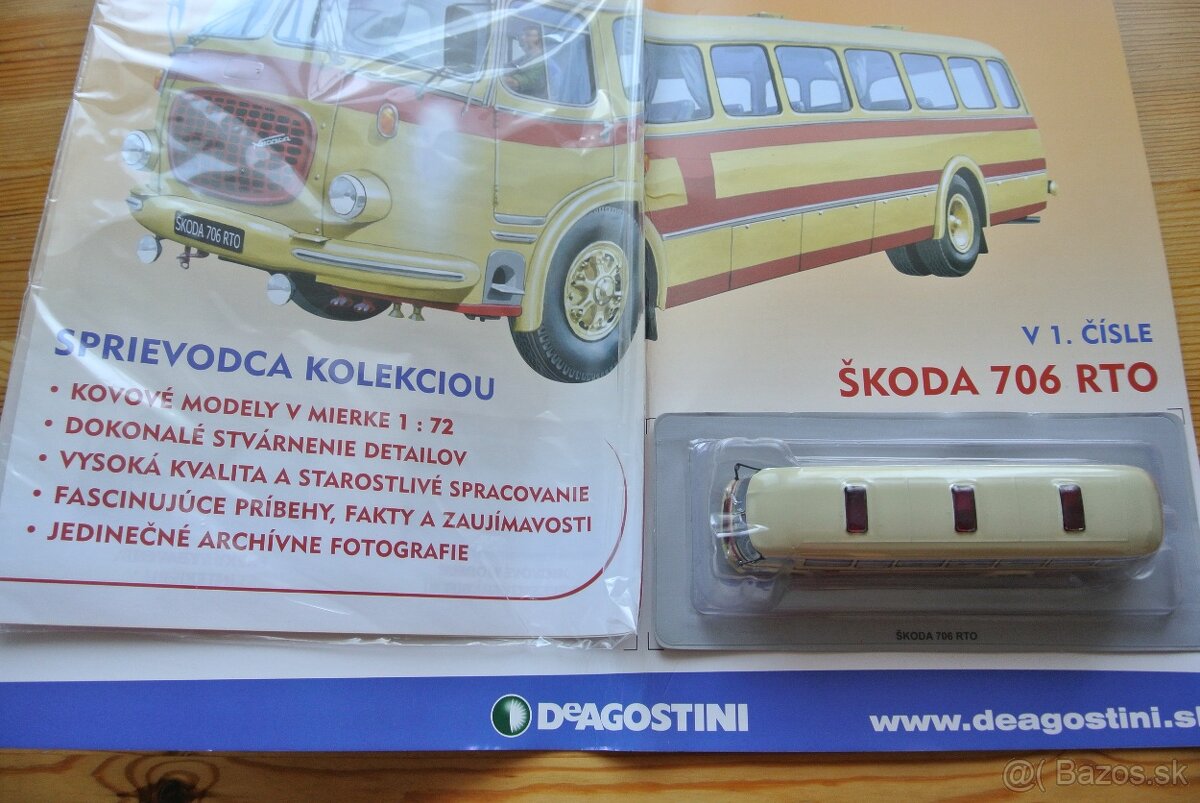 ŠKODA 706 RTO
SPRIEVODCA KOLEKCIOU
• KOVOVÉ MODELY V MIERKE 1 : 72
• DOKONALÉ STVÁRNENIE DETAILOV
• VYSOKÁ KVALITA A STAROSTLIVÉ SPRACOVANIE
• FASCINUJÚCE PRÍBEHY, FAKTY A ZAUJÍMAVOSTI
• JEDINEČNÉ ARCHÍVNE FOTOGRAFIE
V 1. ČÍSLE
ŠKODA 706 RTO
ŠKODA 706 RTO
DeAGOSTINI
www.deagostini.sk
@( Bazos.sk